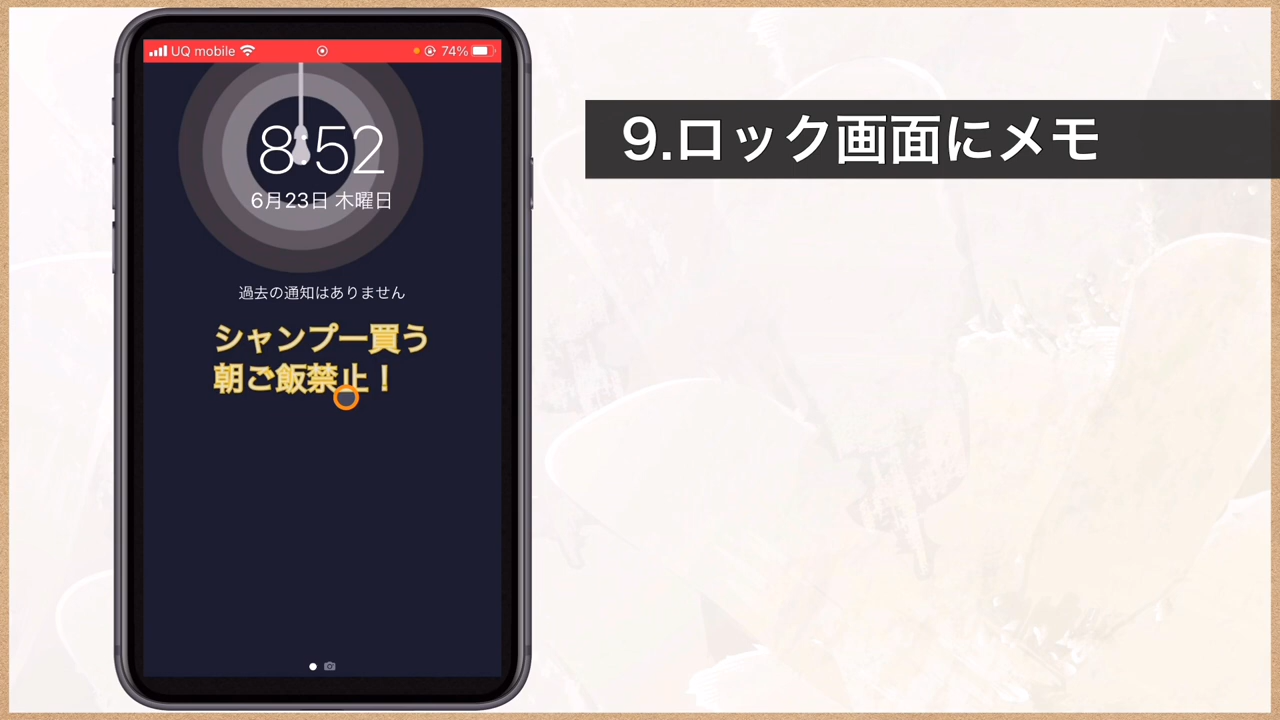 UQ mobile
74%
8:52
6月23日 木曜日
過去の通知はありません
シャンプー買う
朝ご飯禁止！
9.ロック画面にメモ